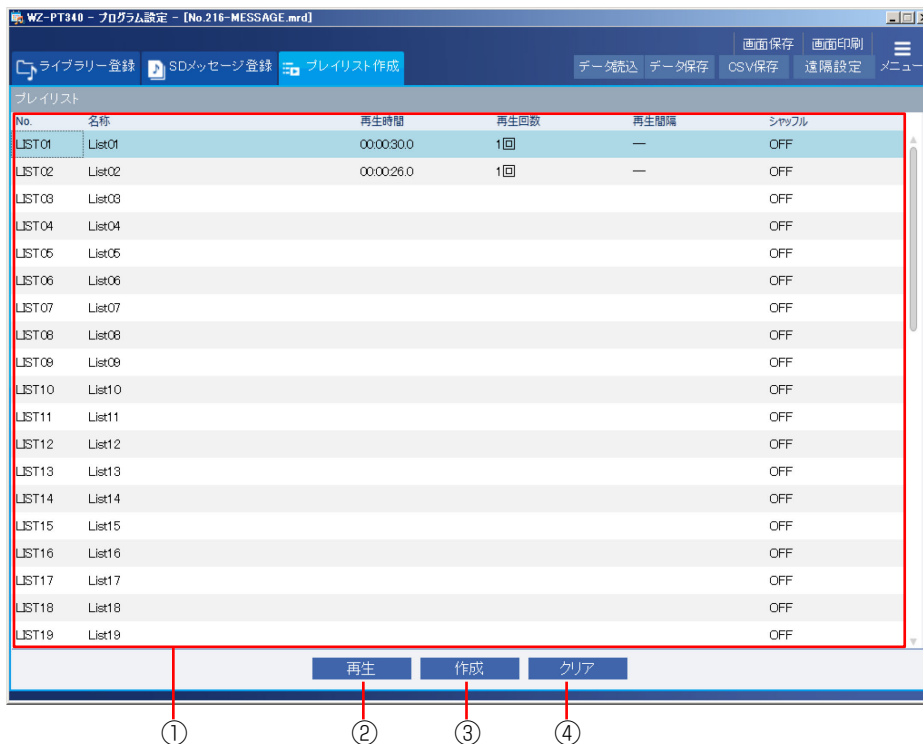 WZ-PT340 - プログラム設定 - [No.216-MESSAGE.mrd]
画面保存 画面印刷
ライブラリー登録 SDメッセージ登録 プレイリスト作成 データ読込 データ保存 CSV保存 遠隔設定 メニュー
プレイリスト
No. 名称 再生時間 再生回数 再生間隔 シャッフル
LIST01 List01 00:00:30.0 1回 — OFF
LIST02 List02 00:00:26.0 1回 — OFF
LIST03 List03 OFF
LIST04 List04 OFF
LIST05 List05 OFF
LIST06 List06 OFF
LIST07 List07 OFF
LIST08 List08 OFF
LIST09 List09 OFF
LIST10 List10 OFF
LIST11 List11 OFF
LIST12 List12 OFF
LIST13 List13 OFF
LIST14 List14 OFF
LIST15 List15 OFF
LIST16 List16 OFF
LIST17 List17 OFF
LIST18 List18 OFF
LIST19 List19 OFF
再生 作成 クリア
① ② ③ ④